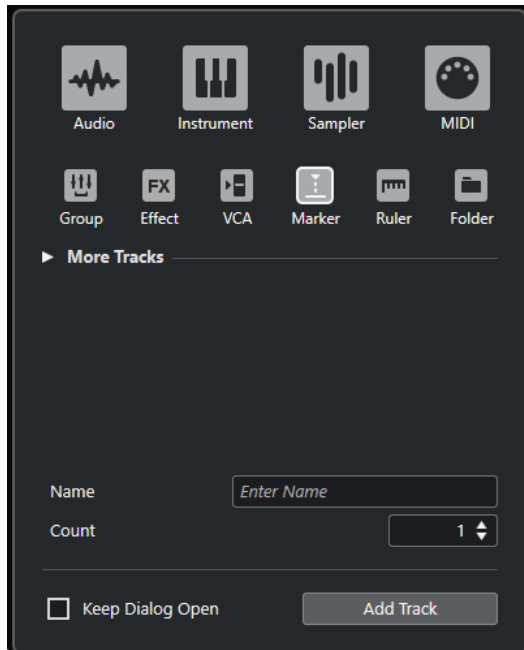 Audio Instrument Sampler MIDI
FX
Group Effect VCA Marker Ruler Folder
More Tracks
Name Enter Name
Count 1
Keep Dialog Open Add Track